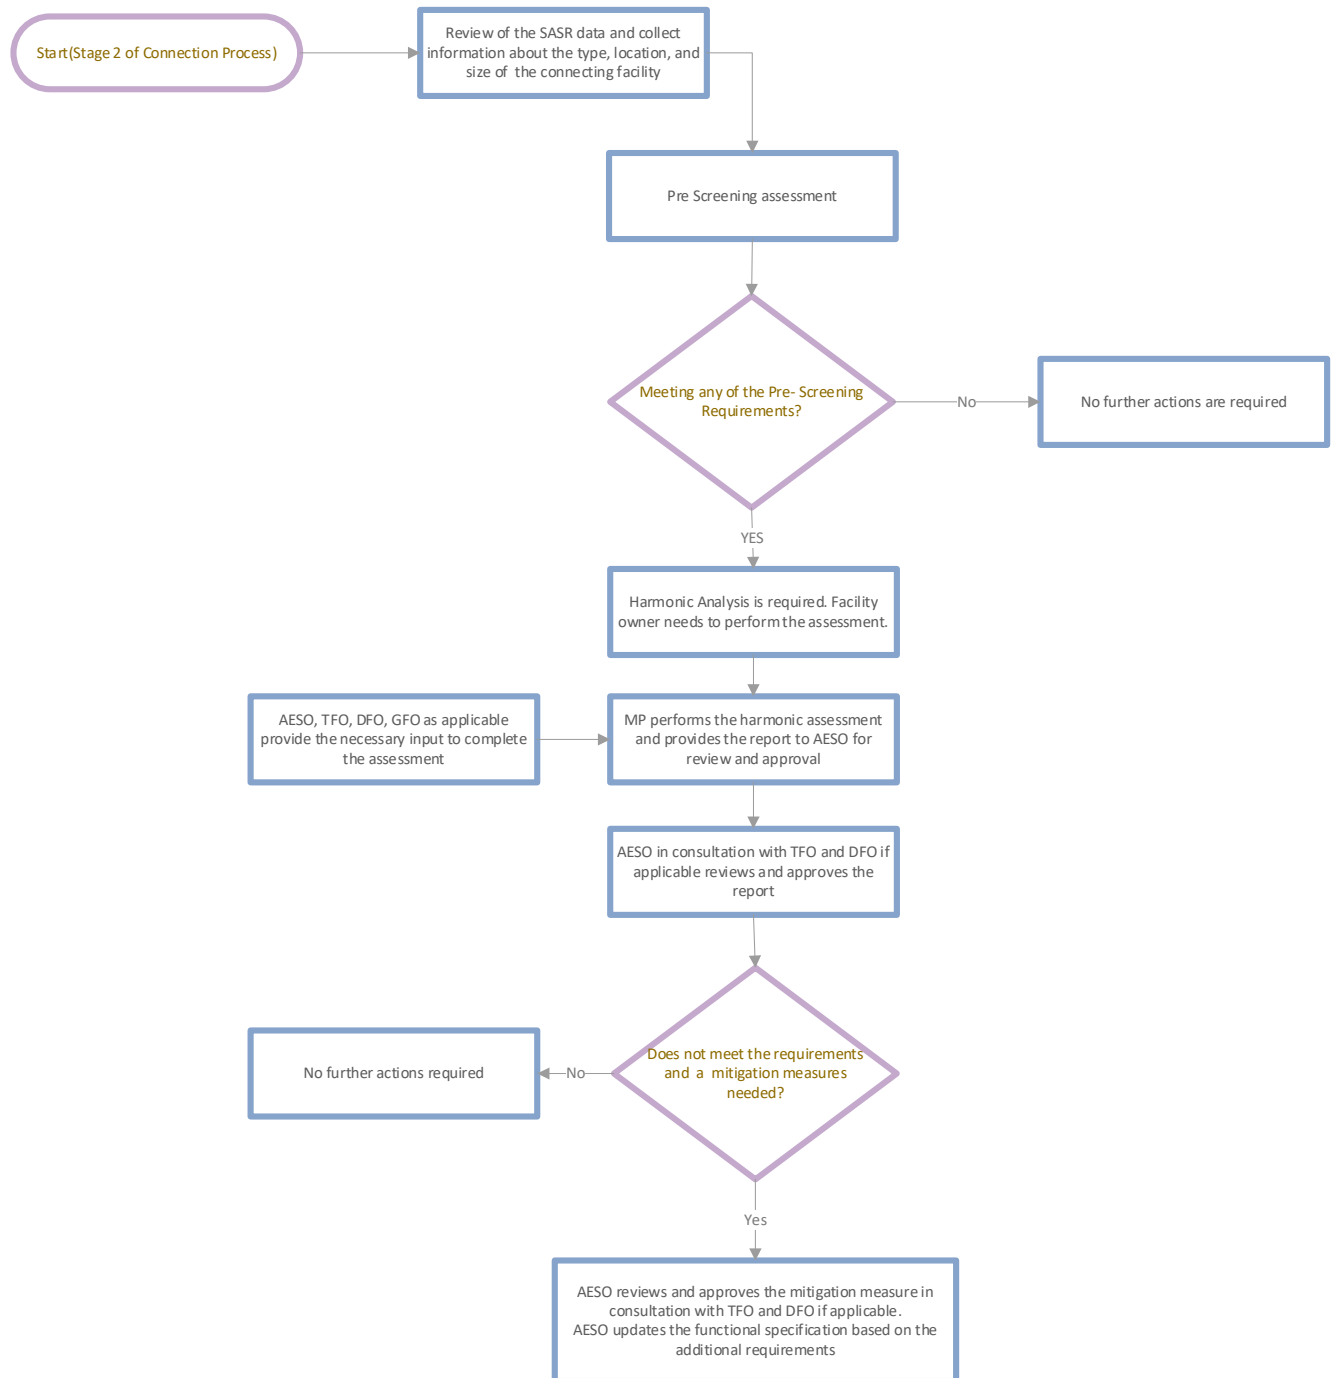 Start(Stage 2 of Connection Process)
Review of the SASR data and collect
information about the type, location, and
size of the connecting facility
Pre Screening assessment
Meeting any of the Pre- Screening
Requirements?
No
No further actions are required
YES
Harmonic Analysis is required. Facility
owner needs to perform the assessment.
AESO, TFO, DFO, GFO as applicable
provide the necessary input to complete
the assessment
MP performs the harmonic assessment
and provides the report to AESO for
review and approval
AESO in consultation with TFO and DFO if
applicable reviews and approves the
report
Does not meet the requirements
and a mitigation measures
needed?
No
No further actions required
Yes
AESO reviews and approves the mitigation measure in
consultation with TFO and DFO if applicable.
AESO updates the functional specification based on the
additional requirements